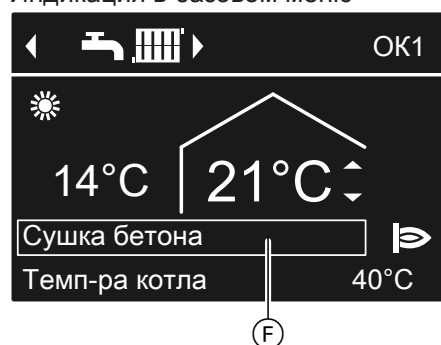 Индикация в базовом меню
ОК1
14°C 21°C
Сушка бетона
Темп-ра котла 40°C
F